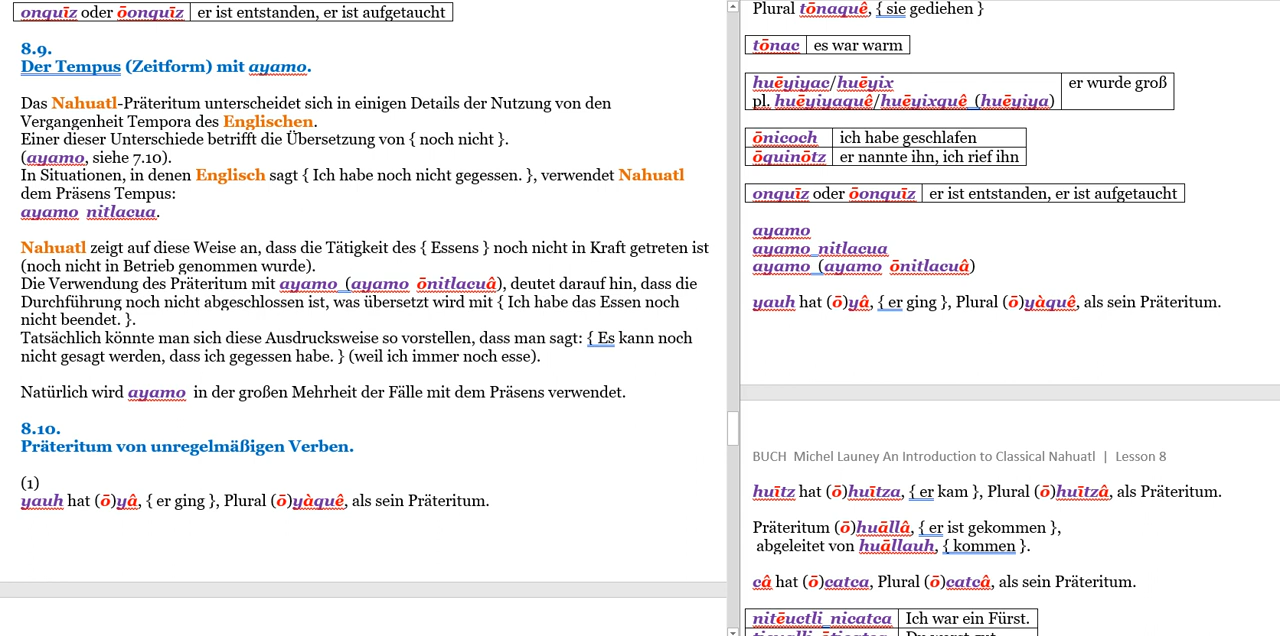 onquīz oder ōonquīz er ist entstanden, er ist aufgetaucht
8.9.
Der Tempus (Zeitform) mit ayamo.
Das Nahuatl-Präteritum unterscheidet sich in einigen Details der Nutzung von den
Vergangenheit Tempora des Englischen.
Einer dieser Unterschiede betrifft die Übersetzung von { noch nicht }.
(ayamo, siehe 7.10).
In Situationen, in denen Englisch sagt { Ich habe noch nicht gegessen. }, verwendet Nahuatl
dem Präsens Tempus:
ayamo nitlacua.
Nahuatl zeigt auf diese Weise an, dass die Tätigkeit des { Essens } noch nicht in Kraft getreten ist
(noch nicht in Betrieb genommen wurde).
Die Verwendung des Präteritum mit ayamo (ayamo ōnitlacuâ), deutet darauf hin, dass die
Durchführung noch nicht abgeschlossen ist, was übersetzt wird mit { Ich habe das Essen noch
nicht beendet. }.
Tatsächlich könnte man sich diese Ausdrucksweise so vorstellen, dass man sagt: { Es kann noch
nicht gesagt werden, dass ich gegessen habe. } (weil ich immer noch esse).
Natürlich wird ayamo in der großen Mehrheit der Fälle mit dem Präsens verwendet.
8.10.
Präteritum von unregelmäßigen Verben.
(1)
yauh hat (ō)yâ, { er ging }, Plural (ō)yàquê, als sein Präteritum.
Plural tōnaquê, { sie gediehen }
tōnac es war warm
huēyiyac/huēyix er wurde groß
pl. huēyiyaquê/huēyixquê (huēyiya)
ōnicoch ich habe geschlafen
ōquinōtz er nannte ihn, ich rief ihn
onquīz oder ōonquīz er ist entstanden, er ist aufgetaucht
ayamo
ayamo nitlacua
ayamo (ayamo ōnitlacuâ)
yauh hat (ō)yâ, { er ging }, Plural (ō)yàquê, als sein Präteritum.
BUCH Michel Launey An Introduction to Classical Nahuatl | Lesson 8
huītz hat (ō)huītza, { er kam }, Plural (ō)huītzâ, als Präteritum.
Präteritum (ō)huāllâ, { er ist gekommen },
abgeleitet von huāllauh, { kommen }.
câ hat (ō)catca, Plural (ō)catcâ, als sein Präteritum.
nitēuctli nicatca Ich war ein Fürst.